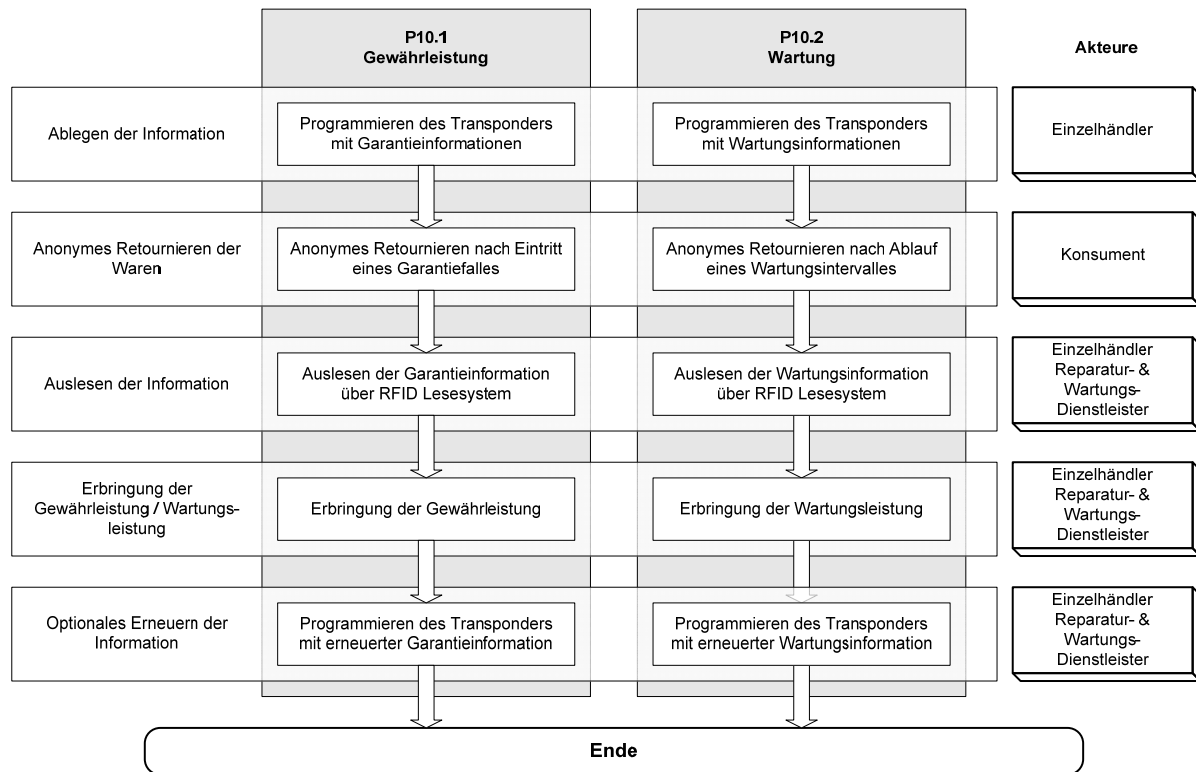 P10.1
Gewährleistung
P10.2
Wartung
Akteure
Ablegen der Information
Programmieren des Transponders
mit Garantieinformationen
Programmieren des Transponders
mit Wartungsinformationen
Einzelhändler
Anonymes Retournieren der
Waren
Anonymes Retournieren nach Eintritt
eines Garantiefalles
Anonymes Retournieren nach Ablauf
eines Wartungsintervalles
Konsument
Auslesen der Information
Auslesen der Garantieinformation
über RFID Lesesystem
Auslesen der Wartungsinformation
über RFID Lesesystem
Einzelhändler
Reparatur- &
Wartungs-
Dienstleister
Erbringung der
Gewährleistung / Wartungs-
leistung
Erbringung der Gewährleistung
Erbringung der Wartungsleistung
Einzelhändler
Reparatur- &
Wartungs-
Dienstleister
Optionales Erneuern der
Information
Programmieren des Transponders
mit erneuerter Garantieinformation
Programmieren des Transponders
mit erneuerter Wartungsinformation
Einzelhändler
Reparatur- &
Wartungs-
Dienstleister
Ende